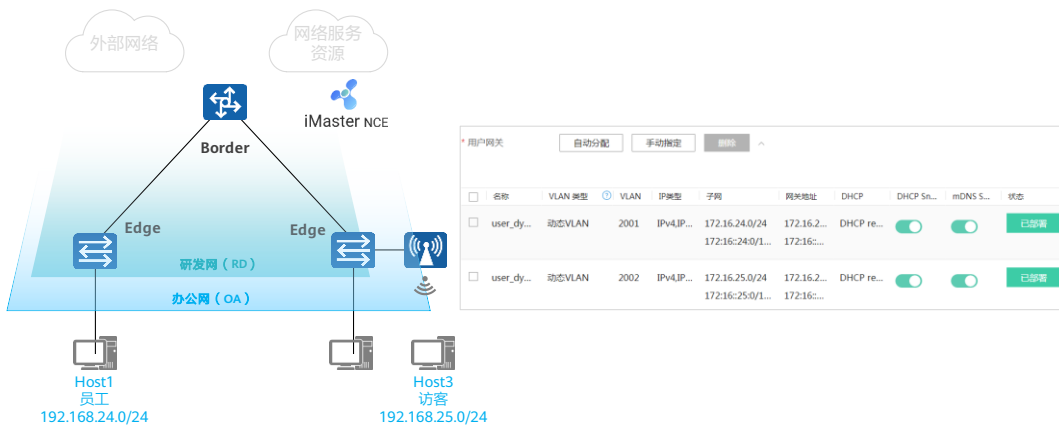 外部网络
网络服务
资源
iMaster NCE
Border
Edge
Edge
研发网（RD）
办公网（OA）
Host1
员工
192.168.24.0/24
Host3
访客
192.168.25.0/24
* 用户网关 自动分配 手动指定 删除
名称 VLAN 类型 ? VLAN IP类型 子网 网关地址 DHCP DHCP Sn... mDNS S... 状态
user_dy... 动态VLAN 2001 IPv4,IP... 172.16.24.0/24 172.16.2... DHCP re... 已部署
172:16::24:0/1... 172:16::...
user_dy... 动态VLAN 2002 IPv4,IP... 172.16.25.0/24 172.16.2... DHCP re... 已部署
172:16::25:0/1... 172:16::...